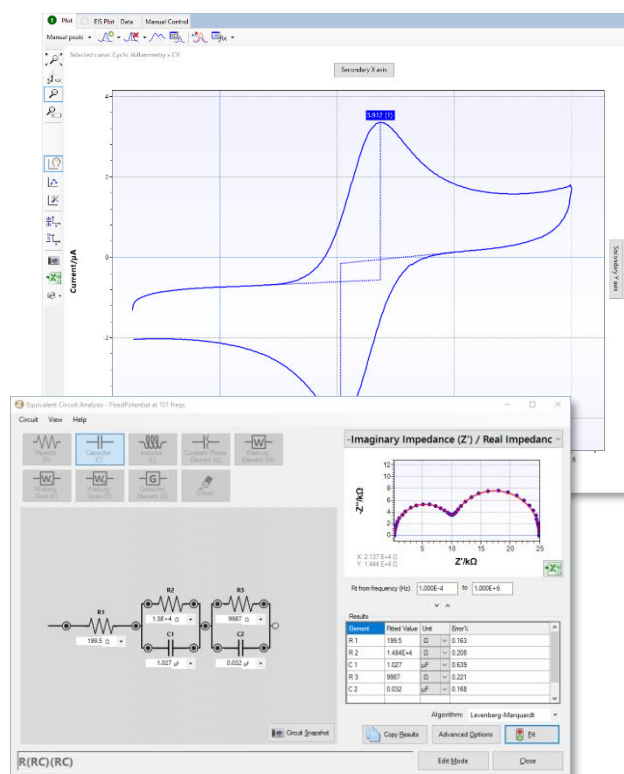 Plot EIS Plot Data Manual Control
Manual peaks
Selected curve: Cyclic Voltammetry » CV
Secondary X axis
3.912 (1)
4
2
0
-2
Current/µA
Secondary Y axis
Equivalent Circuit Analysis - FixedPotential at 101 freqs
Circuit View Help
Resistor (R)
Capacitor (C)
Inductor (L)
Constant Phase Element (Q)
Warburg Element (W)
Warburg Short (O)
Warburg Open (T)
Gerischer Element (G)
Eraser
W
W
W
G
R1
199.5 Ω
R2
1.5E+4 Ω
C1
1.027 µF
R3
9987 Ω
C2
0.032 µF
Circuit Snapshot
R(RC)(RC)
-Imaginary Impedance (Z') / Real Impedanc
12
10
8
6
4
2
0
-Z''/kΩ
5 10 15 20 25
Z'/kΩ
X: 2.137 E+4 Ω
Y: 1.444 E+4 Ω
Fit from frequency (Hz): 1.000E-4 to 1.000E+6
Results
Element Fitted Value Unit Error%
R 1 199.5 Ω 0.163
R 2 1.484E+4 Ω 0.208
C 1 1.027 µF 0.639
R 3 9987 Ω 0.221
C 2 0.032 µF 0.168
Algorithm: Levenberg-Marquardt
Copy Results Advanced Options Fit
Edit Mode Close